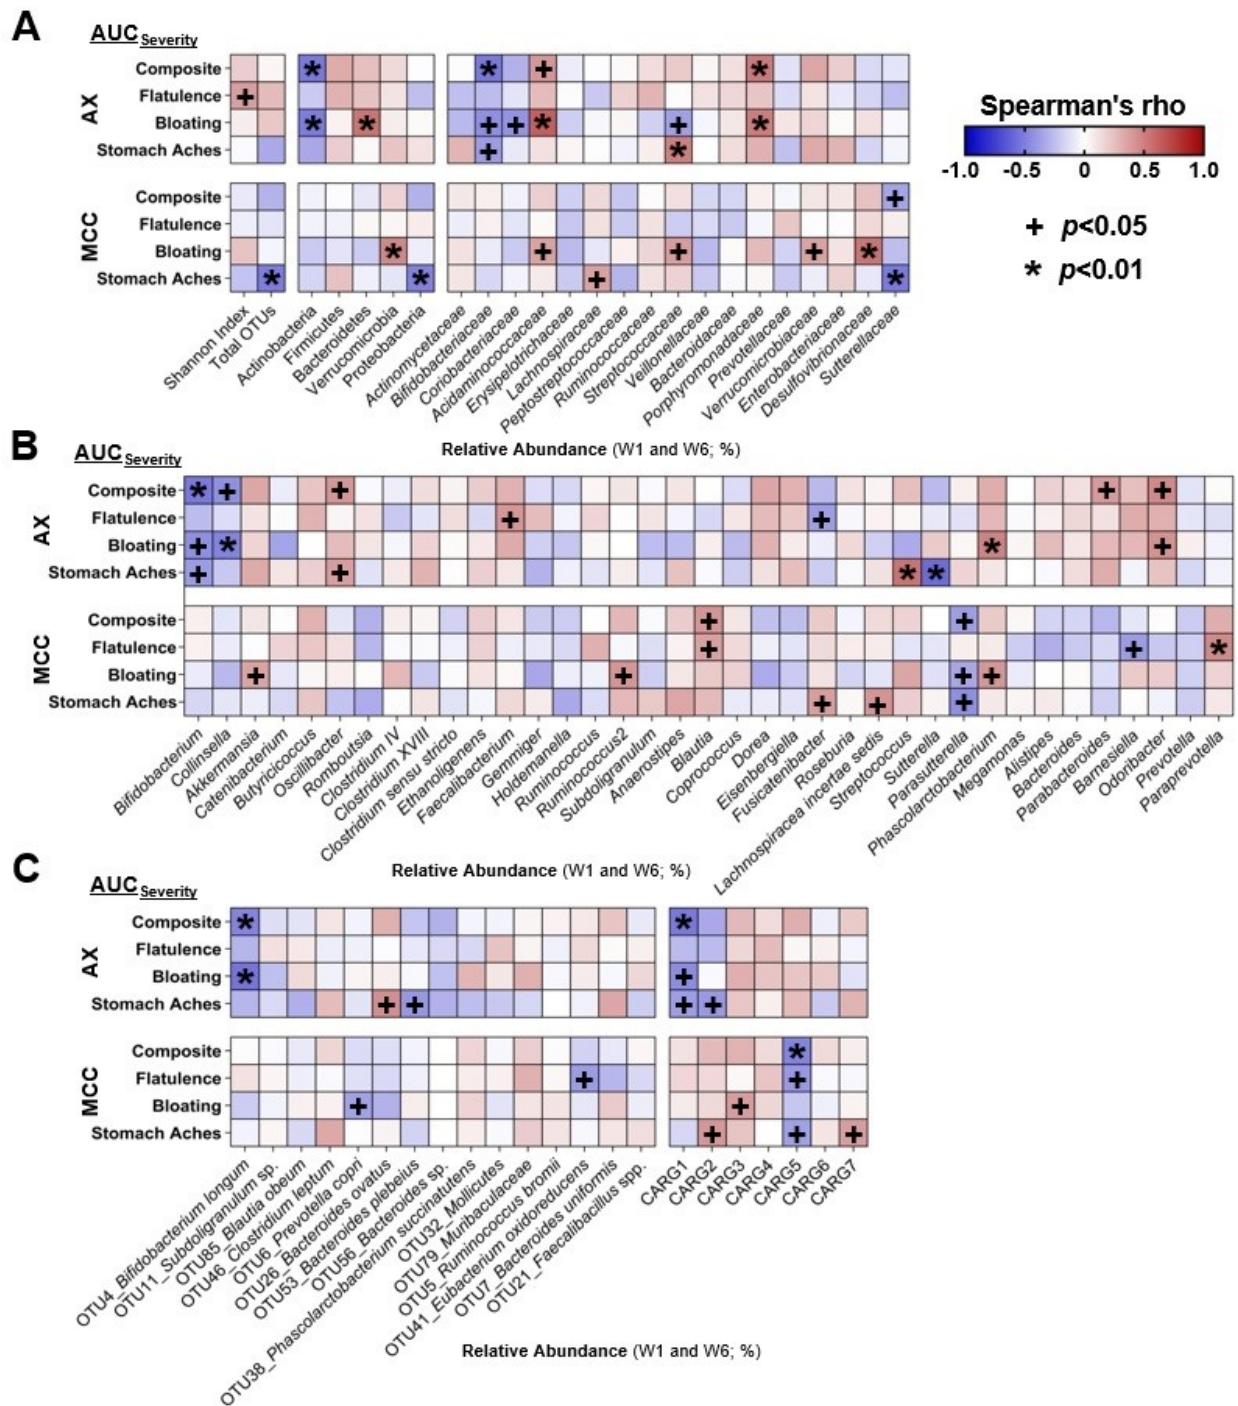 A
AUC Severity
AX
Composite
Flatulence
Bloating
Stomach Aches
MCC
Composite
Flatulence
Bloating
Stomach Aches
Spearman's rho
-1.0 -0.5 0 0.5 1.0
+ p<0.05
* p<0.01
Shannon Index
Total OTUs
Actinobacteria
Firmicutes
Bacteroidetes
Verrucomicrobia
Proteobacteria
Actinomycetaceae
Bifidobacteriaceae
Coriobacteriaceae
Acidaminococcaceae
Erysipelotrichaceae
Lachnospiraceae
Peptostreptococcaceae
Ruminococcaceae
Streptococcaceae
Veillonellaceae
Bacteroidaceae
Porphyromonadaceae
Prevotellaceae
Verrucomicrobiaceae
Enterobacteriaceae
Desulfovibrionaceae
Sutterellaceae
Relative Abundance (W1 and W6; %)
B
AUC Severity
AX
Composite
Flatulence
Bloating
Stomach Aches
MCC
Composite
Flatulence
Bloating
Stomach Aches
Bifidobacterium
Collinsella
Akkermansia
Catenibacterium
Butyricicoccus
Oscillibacter
Romboutsia
Clostridium IV
Clostridium XVIII
Clostridium sensu stricto
Ethanoligenens
Faecalibacterium
Gemmiger
Holdemanella
Ruminococcus
Ruminococcus2
Subdoligranulum
Anaerostipes
Blautia
Coprococcus
Dorea
Eisenbergiella
Fusicatenibacter
Roseburia
Lachnospiracea incertae sedis
Streptococcus
Sutterella
Parasutterella
Phascolarctobacterium
Megamonas
Alistipes
Bacteroides
Parabacteroides
Barnesiella
Odoribacter
Prevotella
Paraprevotella
Relative Abundance (W1 and W6; %)
C
AUC Severity
AX
Composite
Flatulence
Bloating
Stomach Aches
MCC
Composite
Flatulence
Bloating
Stomach Aches
OTU4_Bifidobacterium longum
OTU11_Subdoligranulum sp.
OTU85_Blautia obeum
OTU46_Clostridium leptum
OTU6_Prevotella copri
OTU26_Bacteroides ovatus
OTU53_Bacteroides plebeius
OTU56_Bacteroides sp.
OTU38_Phascolarctobacterium succinatutens
OTU32_Mollicutes
OTU79_Muribaculaceae
OTU5_Ruminococcus bromii
OTU41_Eubacterium oxidoreducens
OTU7_Bacteroides uniformis
OTU21_Faecalibacillus spp.
CARG1
CARG2
CARG3
CARG4
CARG5
CARG6
CARG7
Relative Abundance (W1 and W6; %)